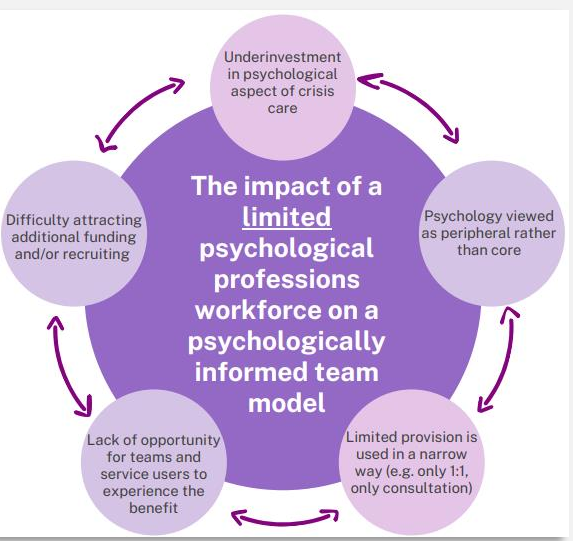 Underinvestment
in psychological
aspect of crisis
care
Psychology viewed
as peripheral rather
than core
Limited provision is
used in a narrow
way (e.g. only 1:1,
only consultation)
Lack of opportunity
for teams and
service users to
experience the
benefit
Difficulty attracting
additional funding
and/or recruiting
The impact of a
limited
psychological
professions
workforce on a
psychologically
informed team
model